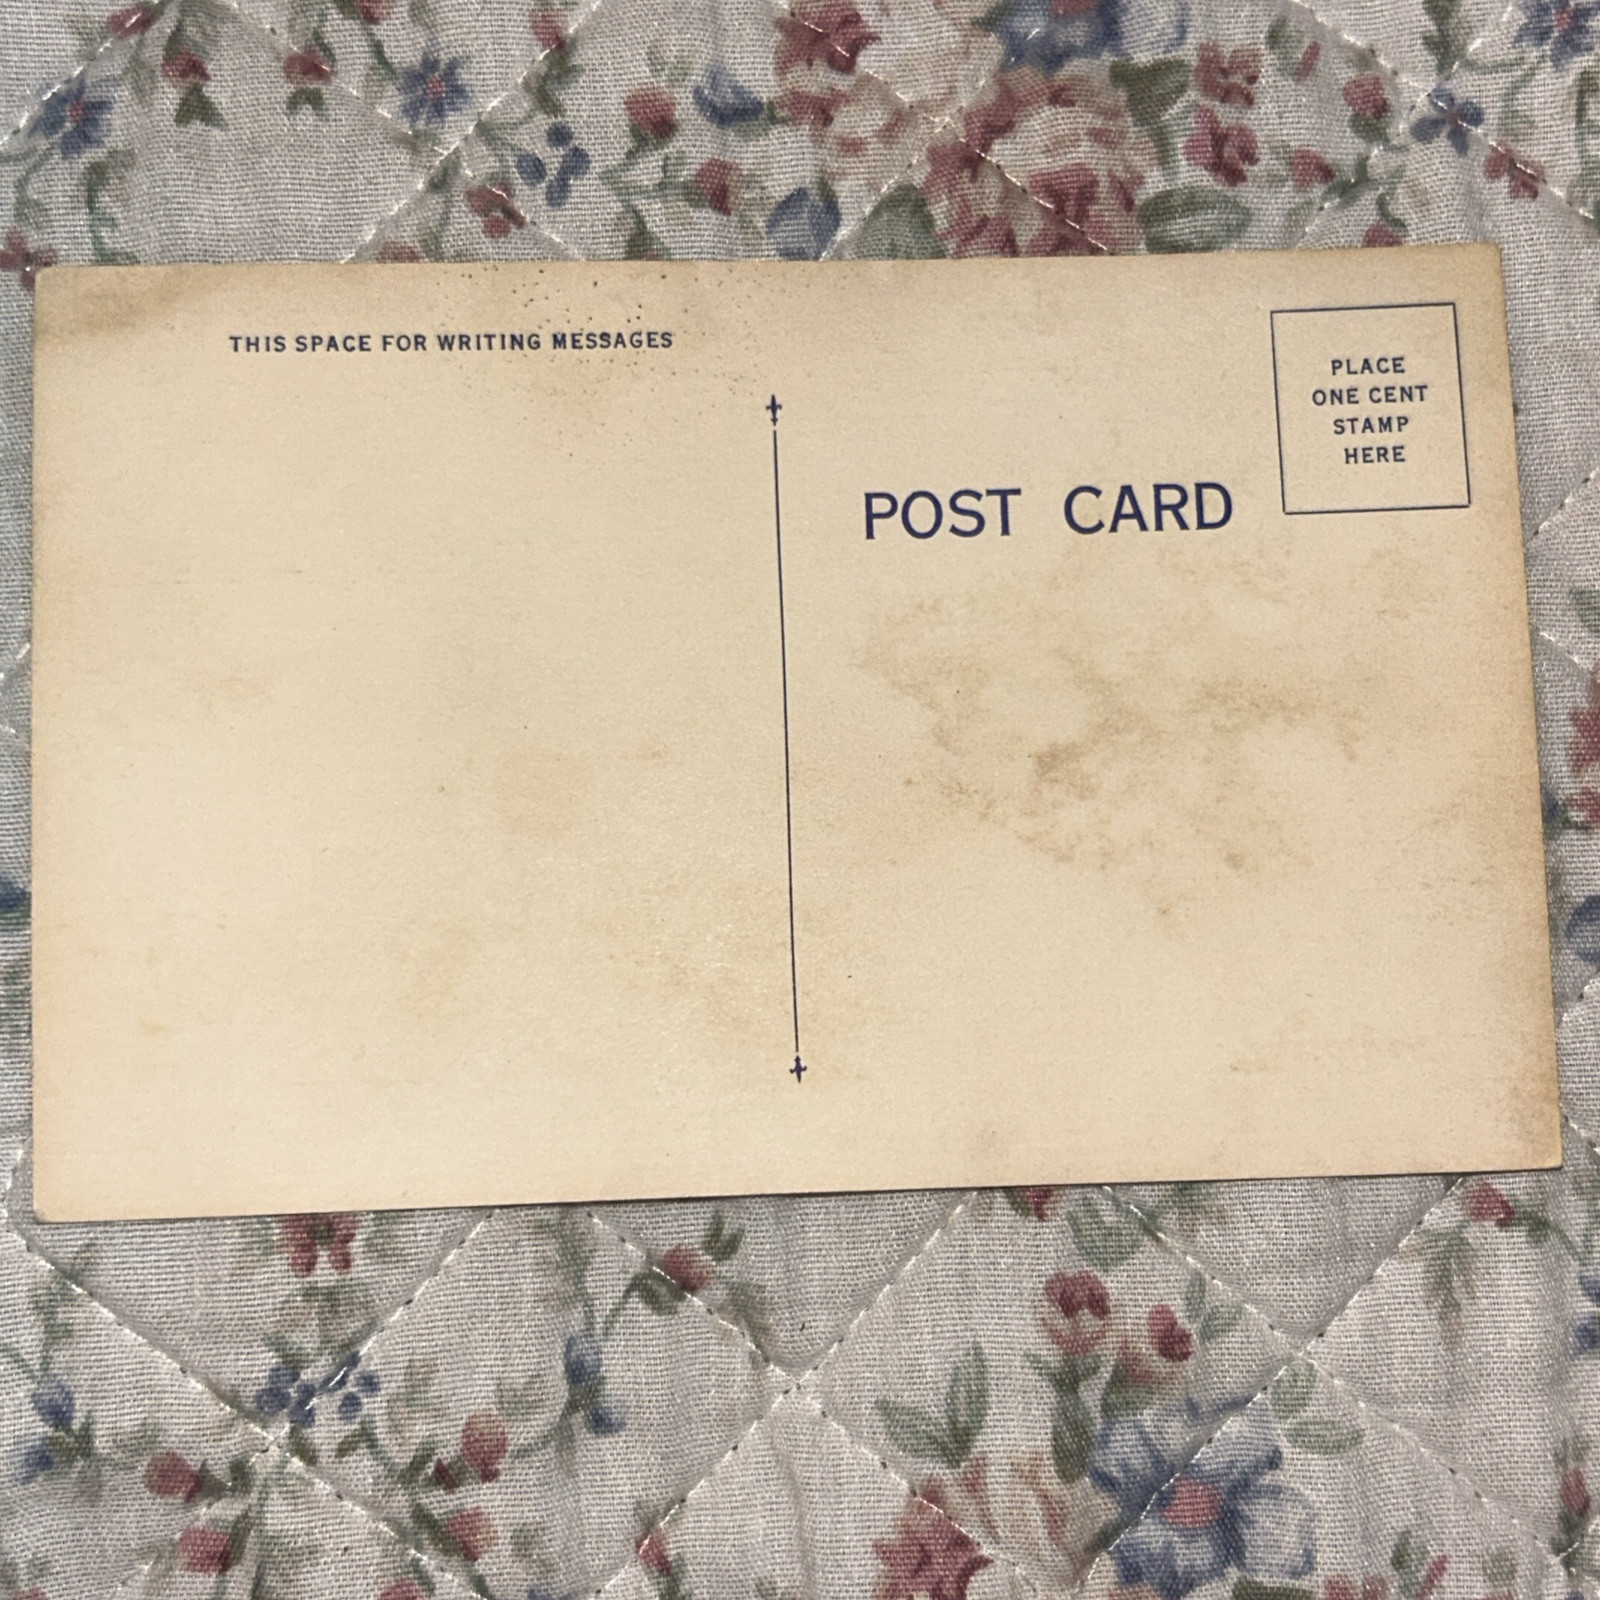 THIS SPACE FOR WRITING MESSAGES
PLACE
ONE CENT
STAMP
HERE
POST CARD